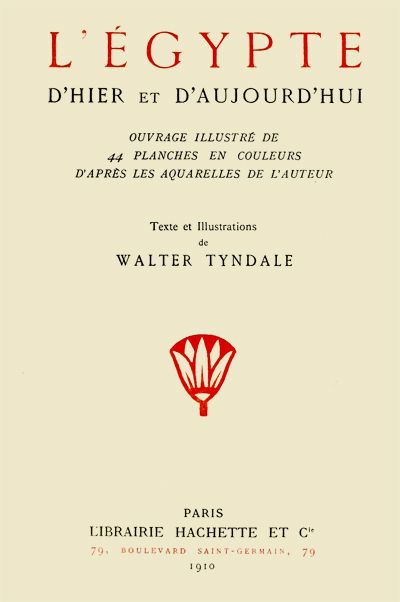 L'ÉGYPTE
D'HIER ET D'AUJOURD'HUI
OUVRAGE ILLUSTRÉ DE
44 PLANCHES EN COULEURS
D'APRÈS LES AQUARELLES DE L'AUTEUR
Texte et Illustrations
de
WALTER TYNDALE
PARIS
LIBRAIRIE HACHETTE ET Cie
79, BOULEVARD SAINT-GERMAIN, 79
1910